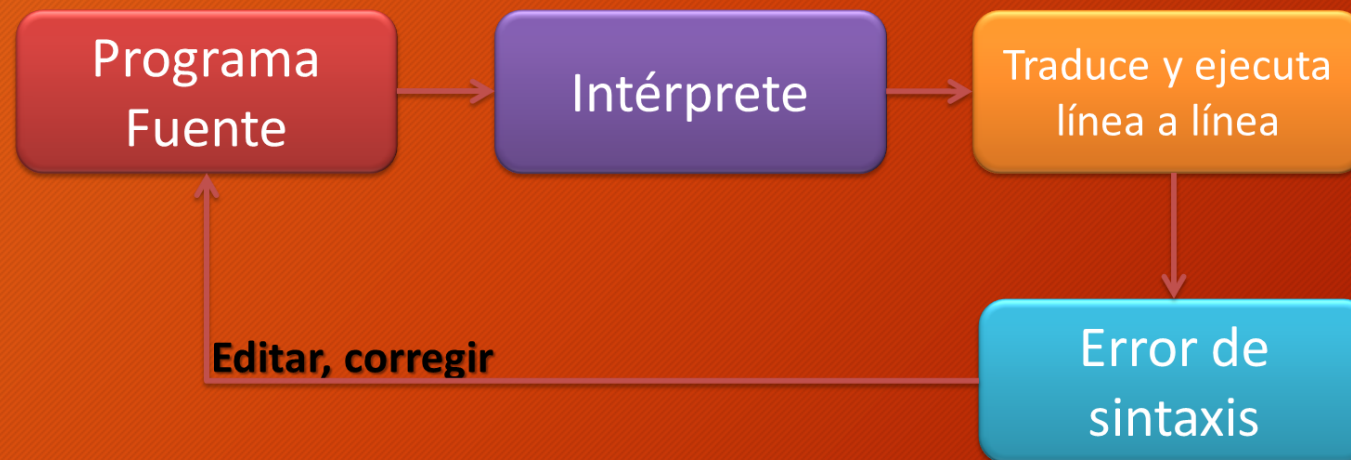 Programa
Fuente
Intérprete
Traduce y ejecuta
línea a línea
Editar, corregir
Error de
sintaxis